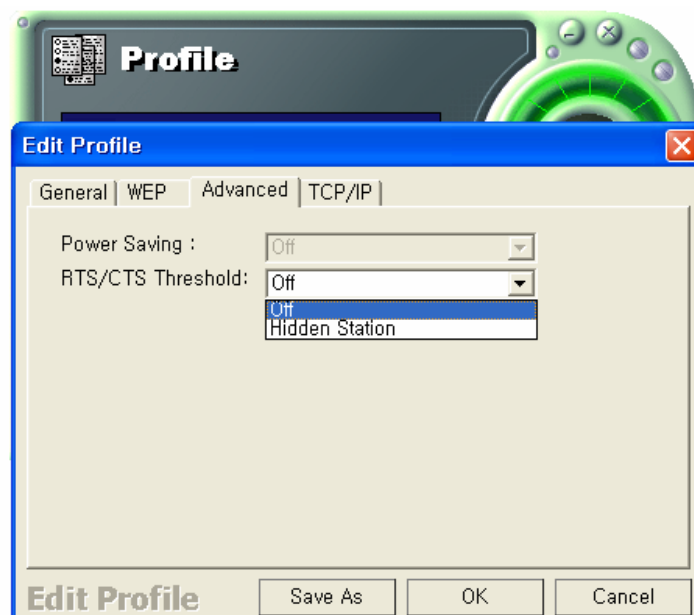 Profile
Edit Profile
General WEP Advanced TCP/IP
Power Saving : Off
RTS/CTS Threshold: Off
Off
Hidden Station
Edit Profile Save As OK Cancel